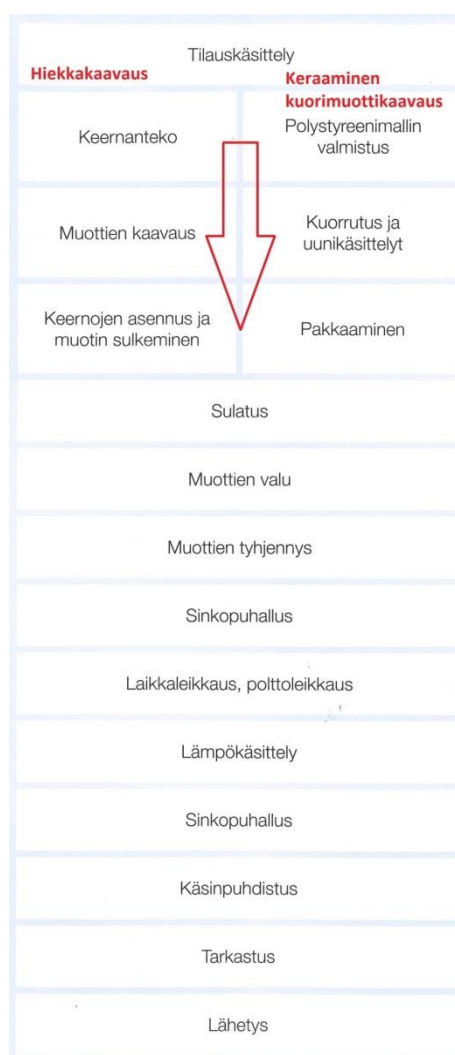 Tilauskäsittely
Hiekkakaavaus
Keraaminen
kuorimuottikaavaus
Keernanteko
Polystyreenimallin
valmistus
Muottien kaavaus
Kuorrutus ja
uunikäsittelyt
Keernojen asennus ja
muotin sulkeminen
Pakkaaminen
Sulatus
Muottien valu
Muottien tyhjennys
Sinkopuhallus
Laikkaleikkaus, polttoleikkaus
Lämpökäsittely
Sinkopuhallus
Käsinpuhdistus
Tarkastus
Lähetys